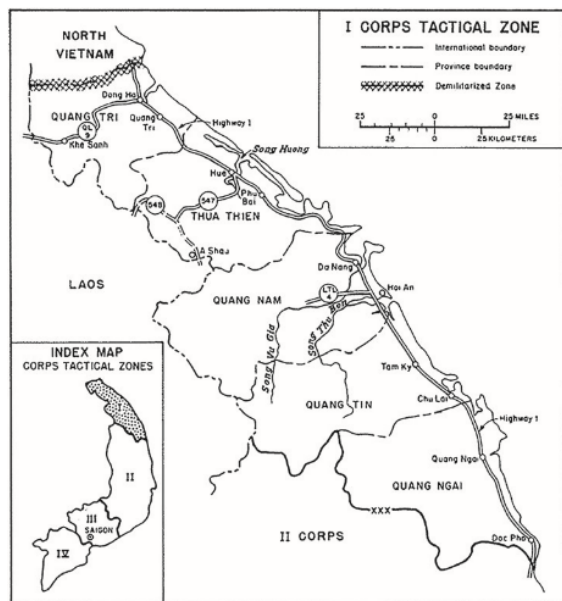 NORTH
VIETNAM
I CORPS TACTICAL ZONE
International boundary
Province boundary
Demilitarized Zone
25 0 25 MILES
25 0 25 KILOMETERS
Dong Ha
QUANG TRI
QL
9
Quang
Tri
Highway 1
Khe Sanh
Song Huong
Hue
Phu
Bai
548
547
THUA THIEN
A Shau
LAOS
Da Nang
QUANG NAM
LTL
4
Hoi An
Song Vu Gia
Song Thu Bon
Tam Ky
QUANG TIN
Chu Lai
Highway 1
Quang Ngai
QUANG NGAI
XXX
II CORPS
Duc Pho
INDEX MAP
CORPS TACTICAL ZONES
I
II
III
SAIGON
IV